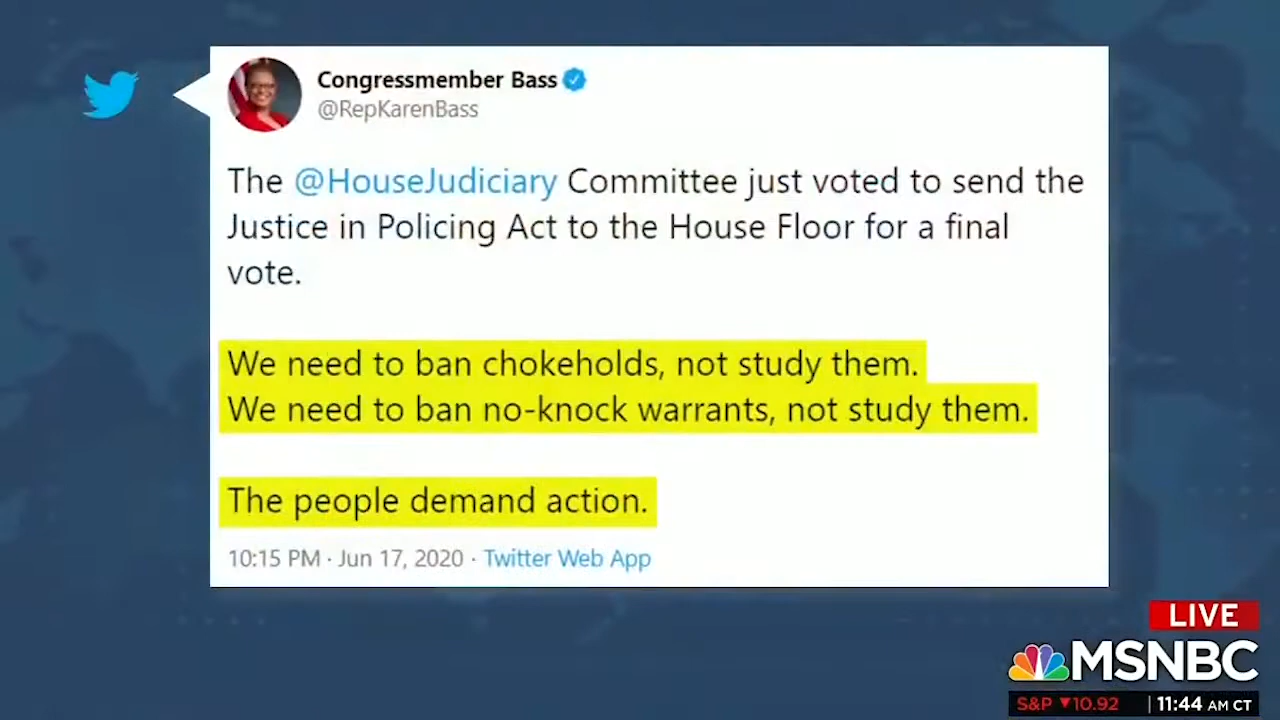 Congressmember Bass
@RepKarenBass
The @HouseJudiciary Committee just voted to send the
Justice in Policing Act to the House Floor for a final
vote.
We need to ban chokeholds, not study them.
We need to ban no-knock warrants, not study them.
The people demand action.
10:15 PM · Jun 17, 2020 · Twitter Web App
LIVE
MSNBC
S&P ▼10.92 | 11:44 AM CT